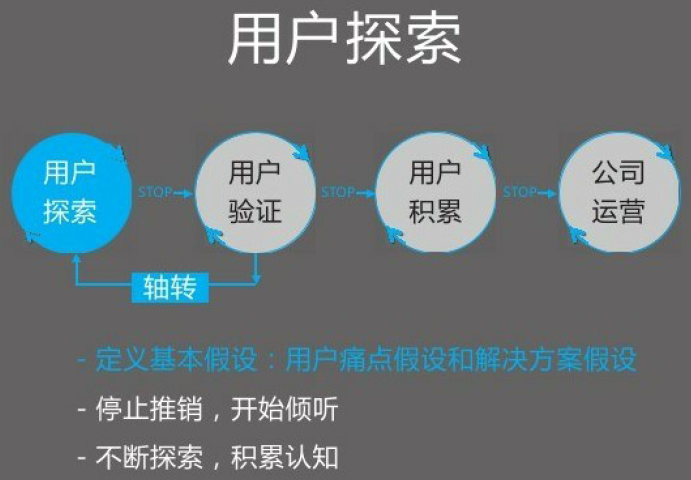 用户探索
用户
探索
STOP
用户
验证
STOP
用户
积累
STOP
公司
运营
轴转
- 定义基本假设：用户痛点假设和解决方案假设
- 停止推销，开始倾听
- 不断探索，积累认知